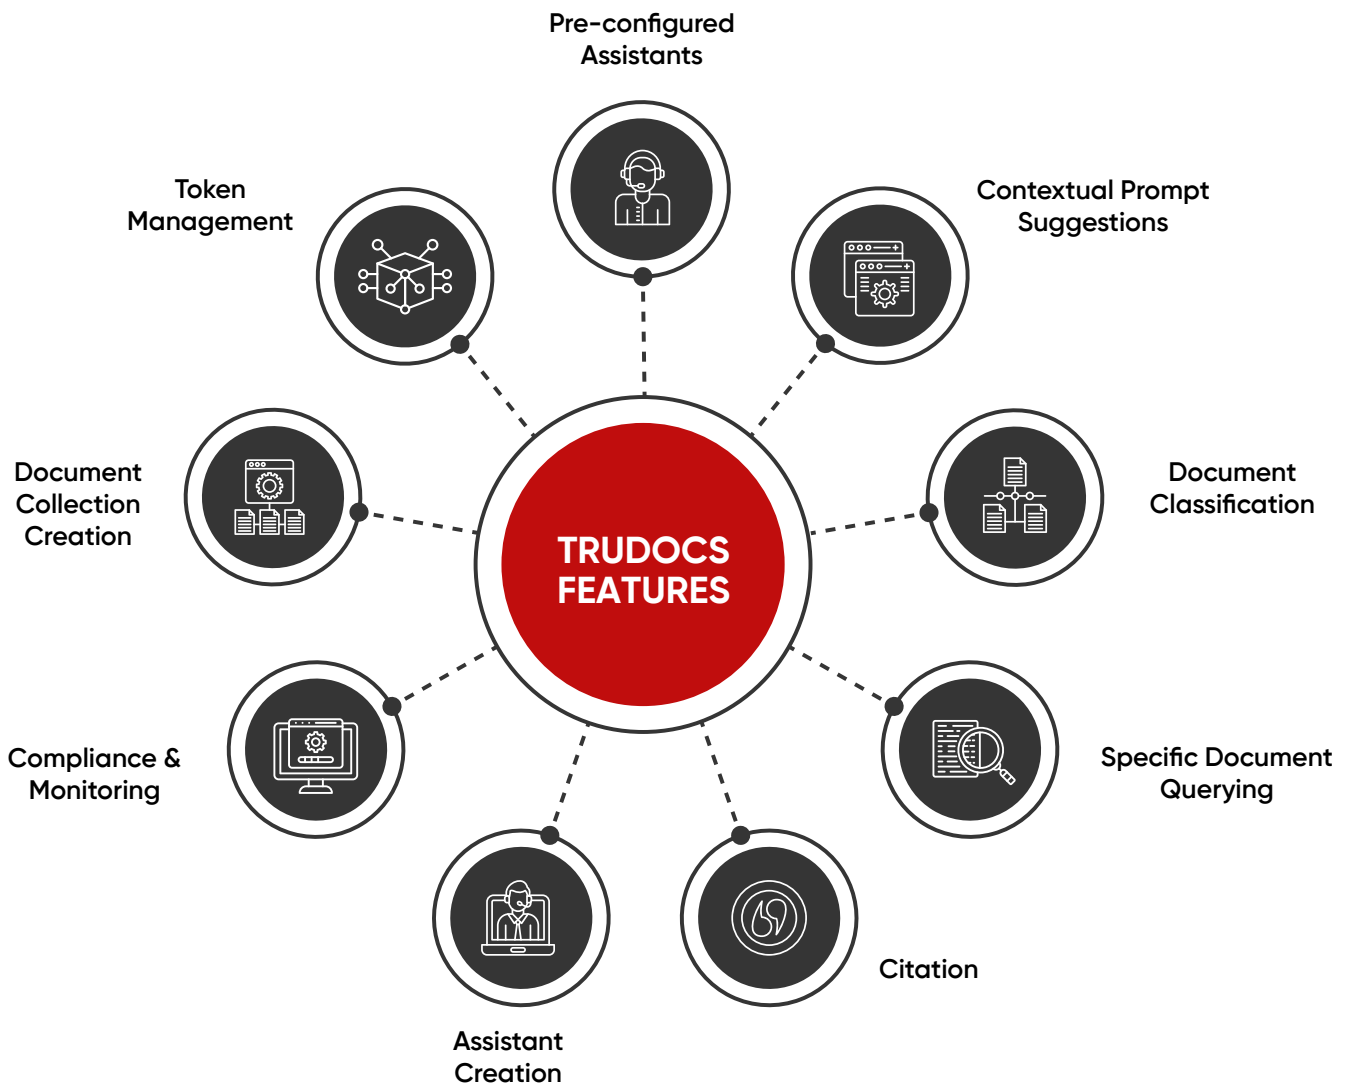 Pre-configured
Assistants
Token
Management
Contextual Prompt
Suggestions
Document
Collection
Creation
Document
Classification
TRUDOCS
FEATURES
Compliance &
Monitoring
Specific Document
Querying
Citation
Assistant
Creation